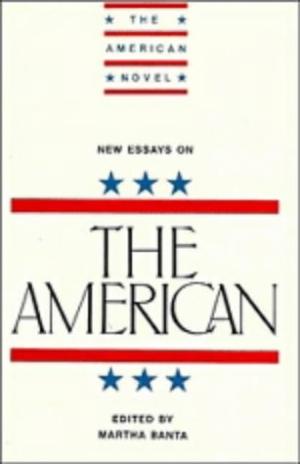 THE
AMERICAN
NOVEL
NEW ESSAYS ON
THE
AMERICAN
EDITED BY
MARTHA BANTA